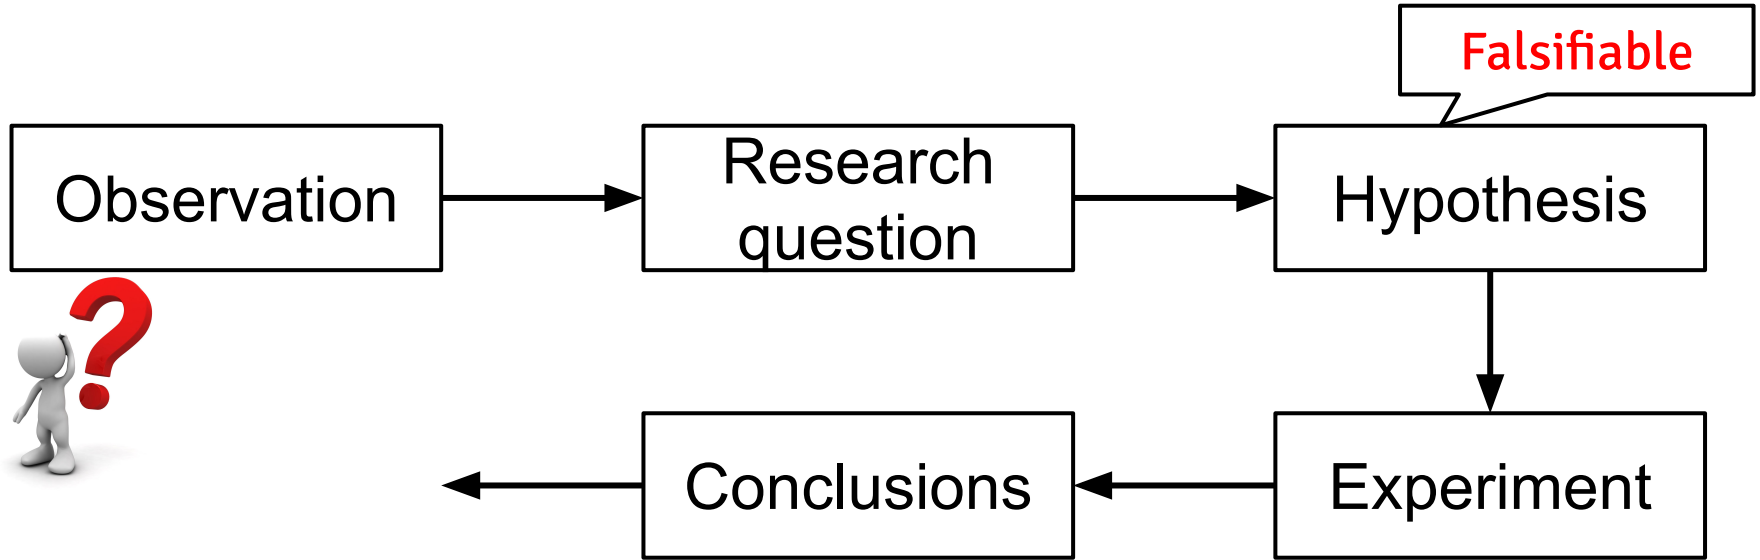 Falsifiable
Observation
Research
question
Hypothesis
Conclusions
Experiment